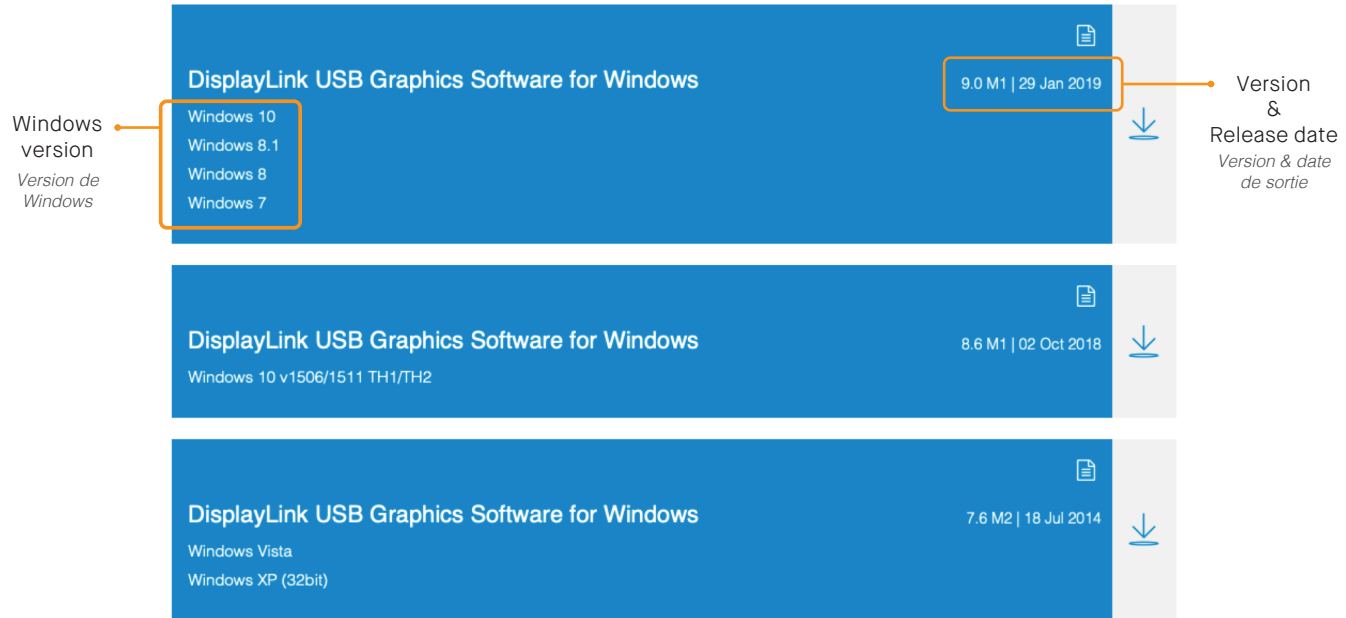 DisplayLink USB Graphics Software for Windows
9.0 M1 | 29 Jan 2019
Windows 10
Windows 8.1
Windows 8
Windows 7
Windows
version
Version de
Windows
Version
&
Release date
Version & date
de sortie
DisplayLink USB Graphics Software for Windows
8.6 M1 | 02 Oct 2018
Windows 10 v1506/1511 TH1/TH2
DisplayLink USB Graphics Software for Windows
7.6 M2 | 18 Jul 2014
Windows Vista
Windows XP (32bit)